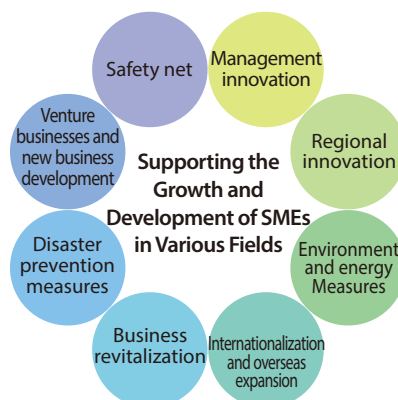 Safety net
Management
innovation
Regional
innovation
Environment
and energy
Measures
Internationalization
and overseas
expansion
Business
revitalization
Disaster
prevention
measures
Venture
businesses and
new business
development
Supporting the
Growth and
Development of SMEs
in Various Fields